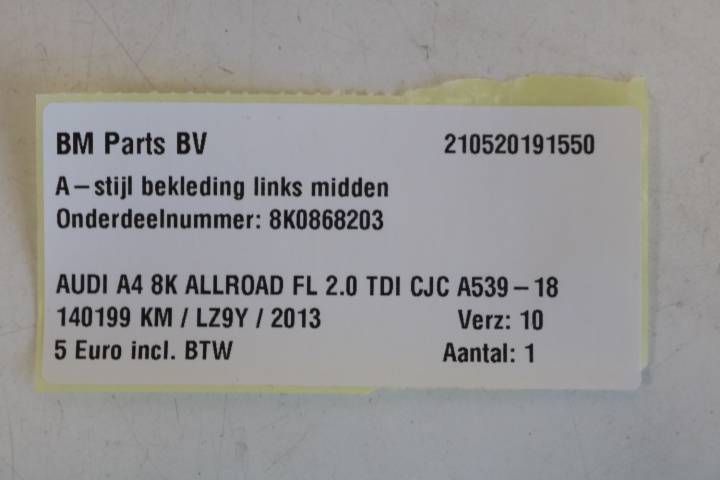 BM Parts BV 210520191550
A-stijl bekleding links midden
Onderdeelnummer: 8K0868203
AUDI A4 8K ALLROAD FL 2.0 TDI CJC A539-18
140199 KM / LZ9Y / 2013 Verz: 10
5 Euro incl. BTW Aantal: 1